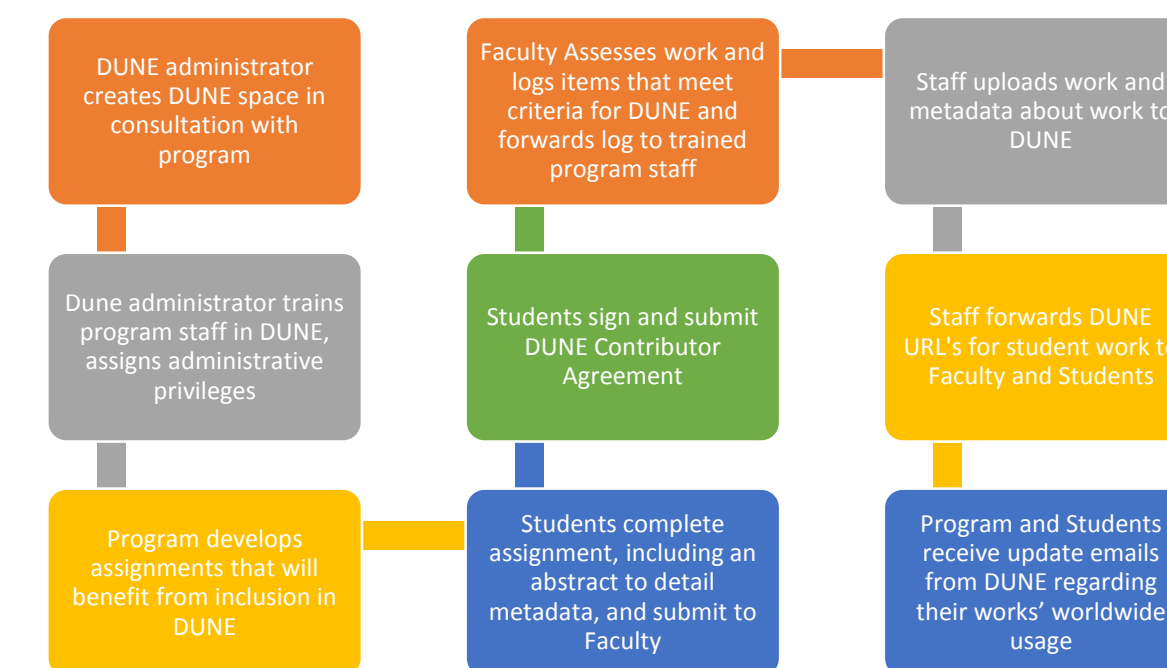 DUNE administrator
creates DUNE space in
consultation with
program
Dune administrator trains
program staff in DUNE,
assigns administrative
privileges
Program develops
assignments that will
benefit from inclusion in
DUNE
Students complete
assignment, including an
abstract to detail
metadata, and submit to
Faculty
Students sign and submit
DUNE Contributor
Agreement
Faculty Assesses work and
logs items that meet
criteria for DUNE and
forwards log to trained
program staff
Staff uploads work and
metadata about work to
DUNE
Staff forwards DUNE
URL's for student work to
Faculty and Students
Program and Students
receive update emails
from DUNE regarding
their works’ worldwide
usage